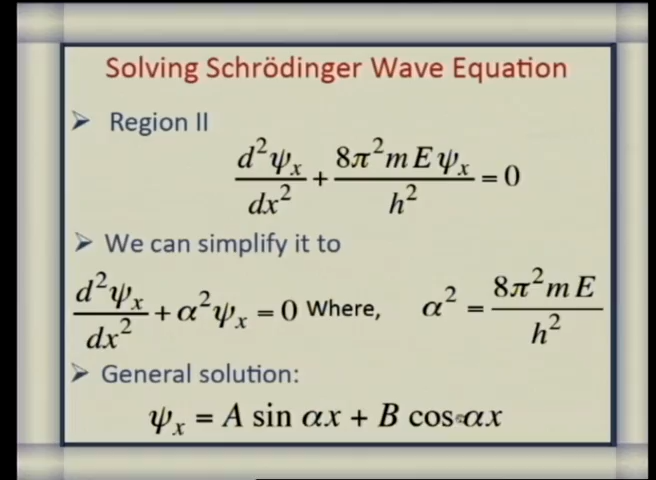 Solving Schrödinger Wave Equation
➢ Region II
d²ψₓ/dx² + 8π²mEψₓ/h² = 0
➢ We can simplify it to
d²ψₓ/dx² + α²ψₓ = 0 Where, α² = 8π²mE/h²
➢ General solution:
ψₓ = A sin αx + B cos αx